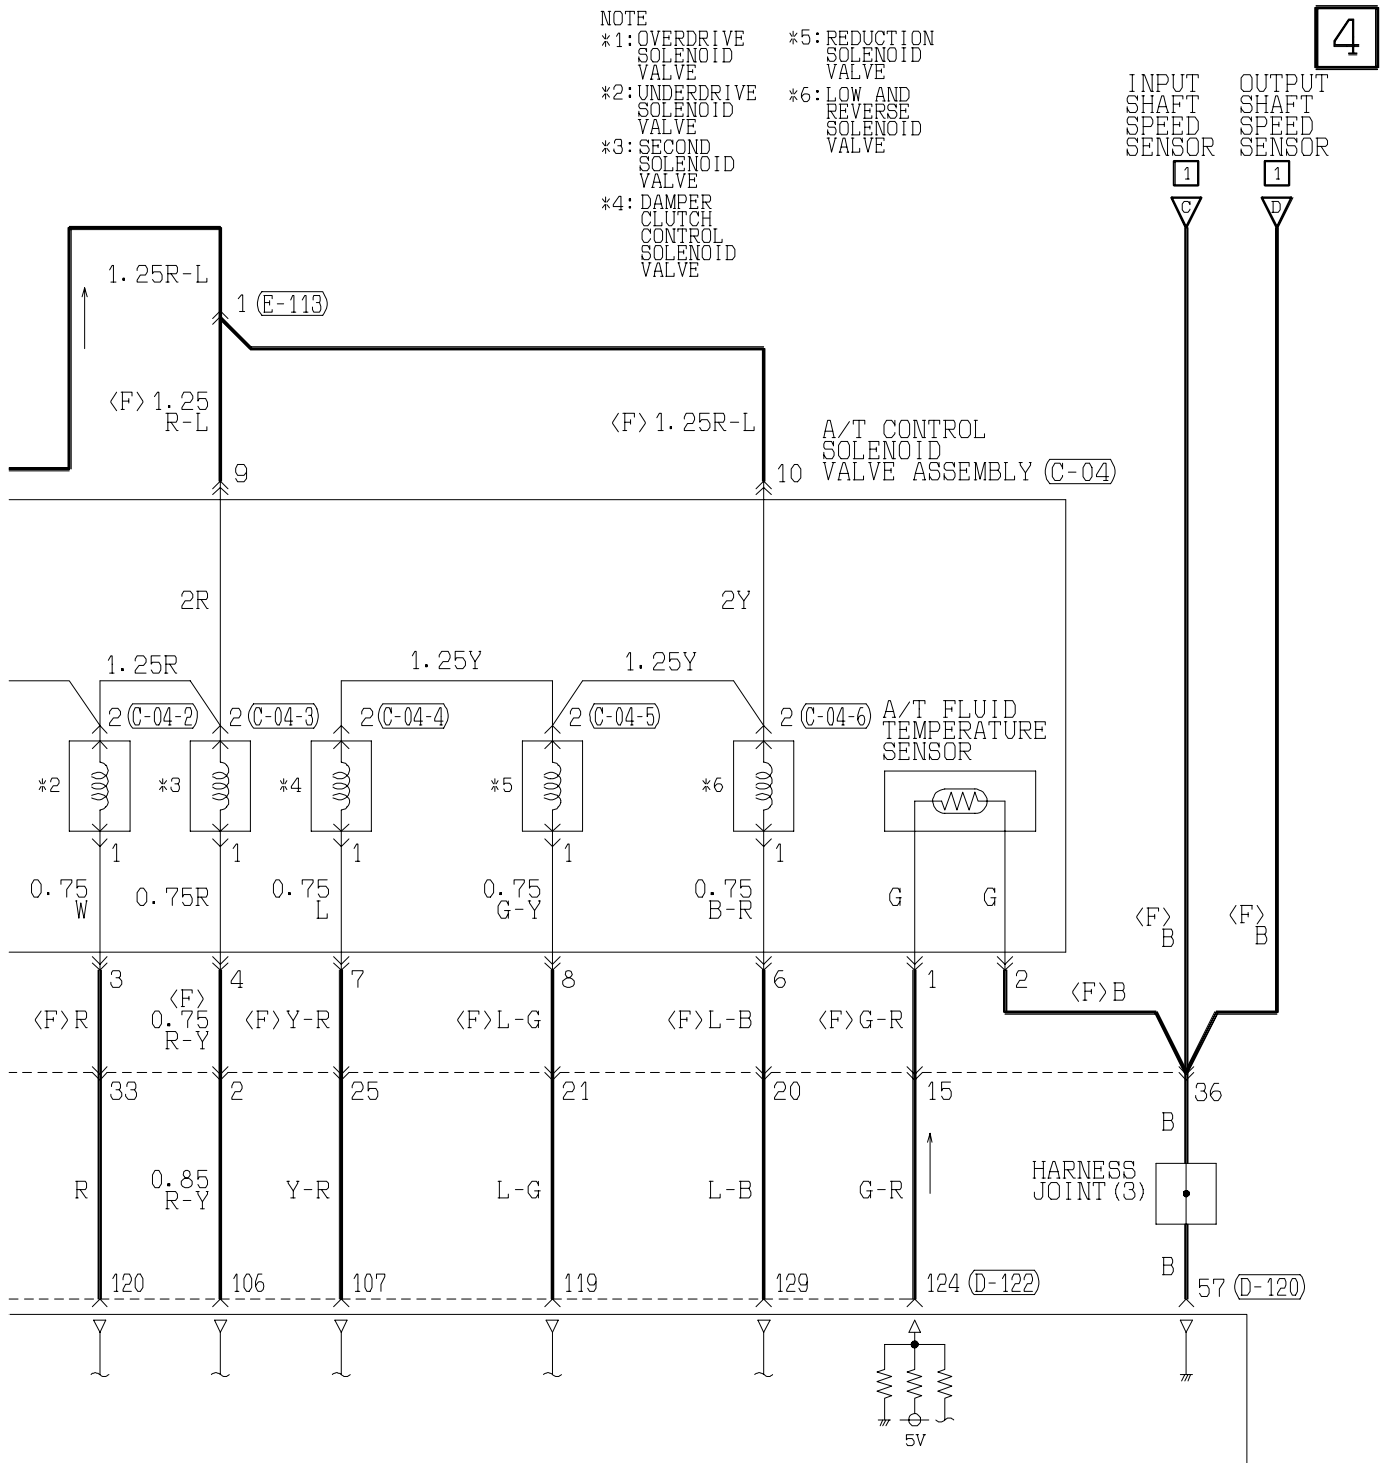 NOTE
*1: OVERDRIVE
SOLENOID
VALVE
*2: UNDERDRIVE
SOLENOID
VALVE
*3: SECOND
SOLENOID
VALVE
*4: DAMPER
CLUTCH
CONTROL
SOLENOID
VALVE
*5: REDUCTION
SOLENOID
VALVE
*6: LOW AND
REVERSE
SOLENOID
VALVE
4
INPUT
SHAFT
SPEED
SENSOR
1
C
OUTPUT
SHAFT
SPEED
SENSOR
1
D
1.25R-L
1 (E-113)
<F>1.25
R-L
<F>1.25R-L
A/T CONTROL
SOLENOID
VALVE ASSEMBLY (C-04)
9
10
2R
2Y
1.25R
1.25Y
1.25Y
2 (C-04-2)
2 (C-04-3)
2 (C-04-4)
2 (C-04-5)
2 (C-04-6)
A/T FLUID
TEMPERATURE
SENSOR
*2
*3
*4
*5
*6
1
1
1
1
1
0.75
W
0.75R
0.75
L
0.75
G-Y
0.75
B-R
G
G
<F>
B
<F>
B
3
4
7
8
6
1
2
<F>R
<F>
0.75
R-Y
<F>Y-R
<F>L-G
<F>L-B
<F>G-R
<F>B
33
2
25
21
20
15
36
B
R
0.85
R-Y
Y-R
L-G
L-B
G-R
HARNESS
JOINT(3)
B
120
106
107
119
129
124 (D-122)
57 (D-120)
5V